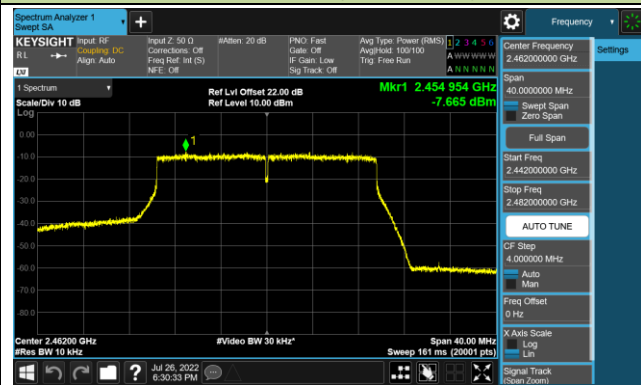 Spectrum Analyzer 1
Swept SA
Frequency
KEYSIGHT
RL
LXI
Input: RF
Coupling: DC
Align: Auto
Input Z: 50 Ω
Corrections: Off
Freq Ref: Int (S)
NFE: Off
#Atten: 20 dB
PNO: Fast
Gate: Off
IF Gain: Low
Sig Track: Off
Avg Type: Power (RMS)
Avg|Hold: 100/100
Trig: Free Run
1 2 3 4 5 6
A W W W W W
A N N N N N
1 Spectrum
Scale/Div 10 dB
Log
Ref Lvl Offset 22.00 dB
Ref Level 10.00 dBm
Mkr1 2.454 954 GHz
-7.665 dBm
0.00
-10.0
-20.0
-30.0
-40.0
-50.0
-60.0
-70.0
-80.0
1
Center 2.46200 GHz
#Res BW 10 kHz
#Video BW 30 kHz*
Span 40.00 MHz
Sweep 161 ms (20001 pts)
Jul 26, 2022
6:30:33 PM
Center Frequency
2.462000000 GHz
Settings
Span
40.0000000 MHz
Swept Span
Zero Span
Full Span
Start Freq
2.442000000 GHz
Stop Freq
2.482000000 GHz
AUTO TUNE
CF Step
4.000000 MHz
Auto
Man
Freq Offset
0 Hz
X Axis Scale
Log
Lin
Signal Track
(Span Zoom)